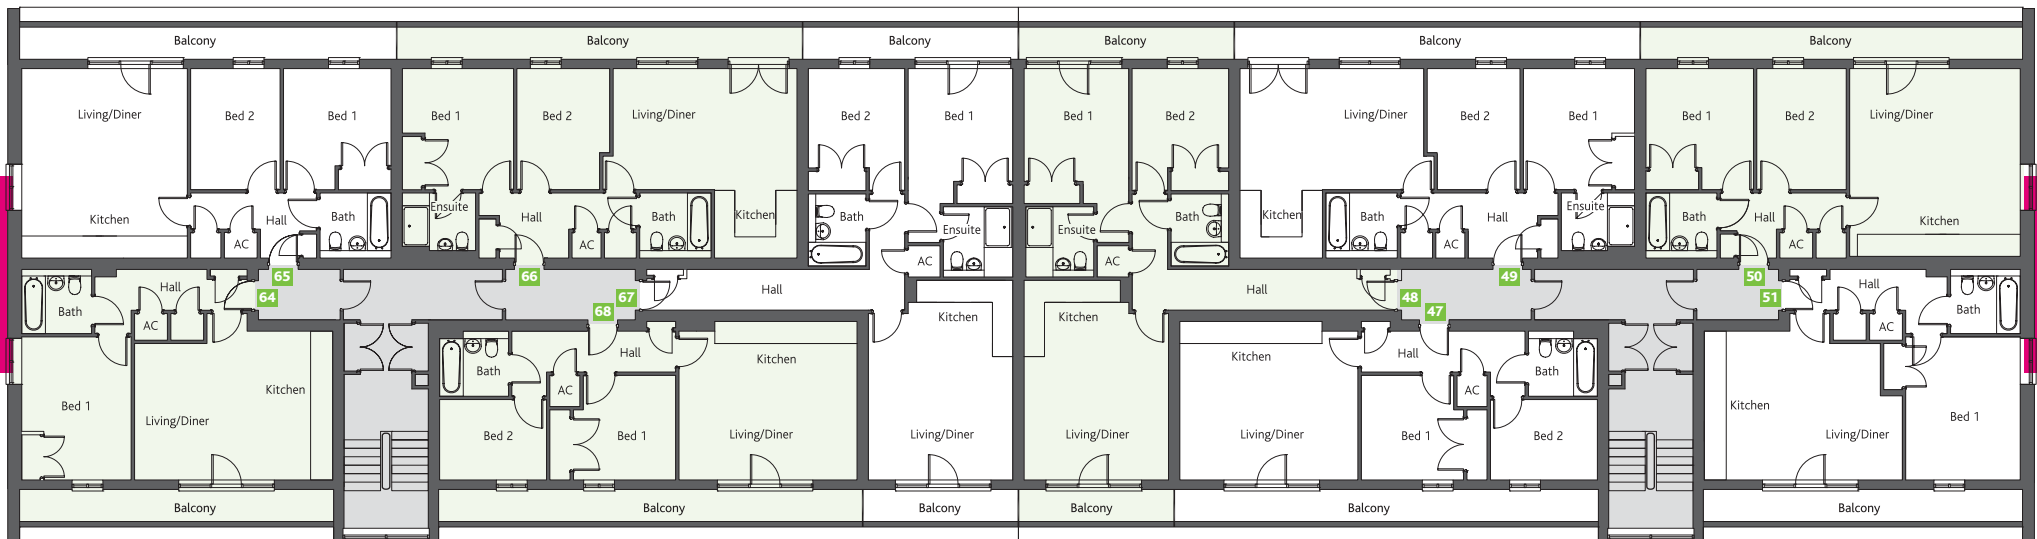 Balcony Balcony Balcony Balcony Balcony Balcony
Living/Diner Bed 2 Bed 1 Bed 1 Bed 2 Living/Diner Bed 2 Bed 1 Bed 1 Bed 2 Living/Diner Bed 2 Bed 1 Bed 1 Bed 2 Living/Diner
Kitchen Hall Bath Ensuite Hall Bath Kitchen Bath Ensuite Ensuite Bath Kitchen Bath Hall Ensuite Bath Hall Kitchen
AC AC AC AC AC AC
65 66 49 50
64 67 48 51
68 47
Bath Hall Hall Hall Hall Bath
AC Kitchen Kitchen AC
Hall Kitchen Kitchen Hall
Bath AC AC Bath
Bed 1 Living/Diner Kitchen Kitchen Living/Diner Bed 1
Bed 2 Bed 1 Living/Diner Living/Diner Living/Diner Living/Diner Bed 1 Bed 2
Balcony Balcony Balcony Balcony Balcony Balcony